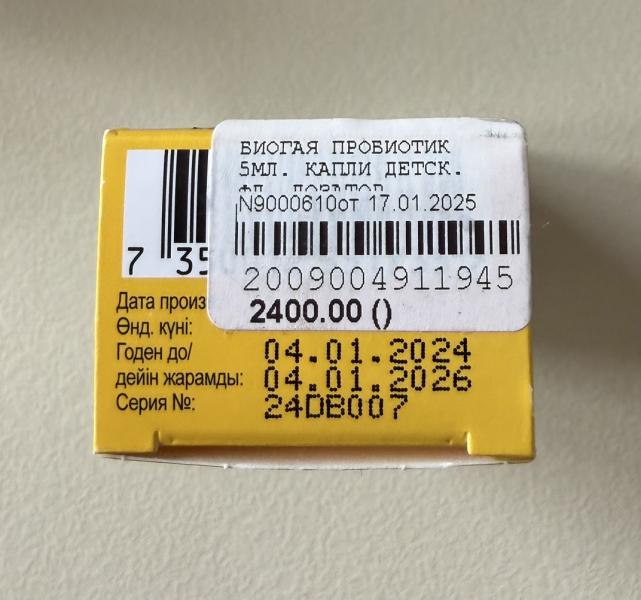 БИОГАЯ ПРОБИОТИК
5МЛ. КАПЛИ ДЕТСК.
N9000610от 17.01.2025
2009004911945
2400.00 ()
7 35
Дата произ
Өнд. күні:
04.01.2024
Годен до/
дейін жарамды:
04.01.2026
Серия №:
24DB007